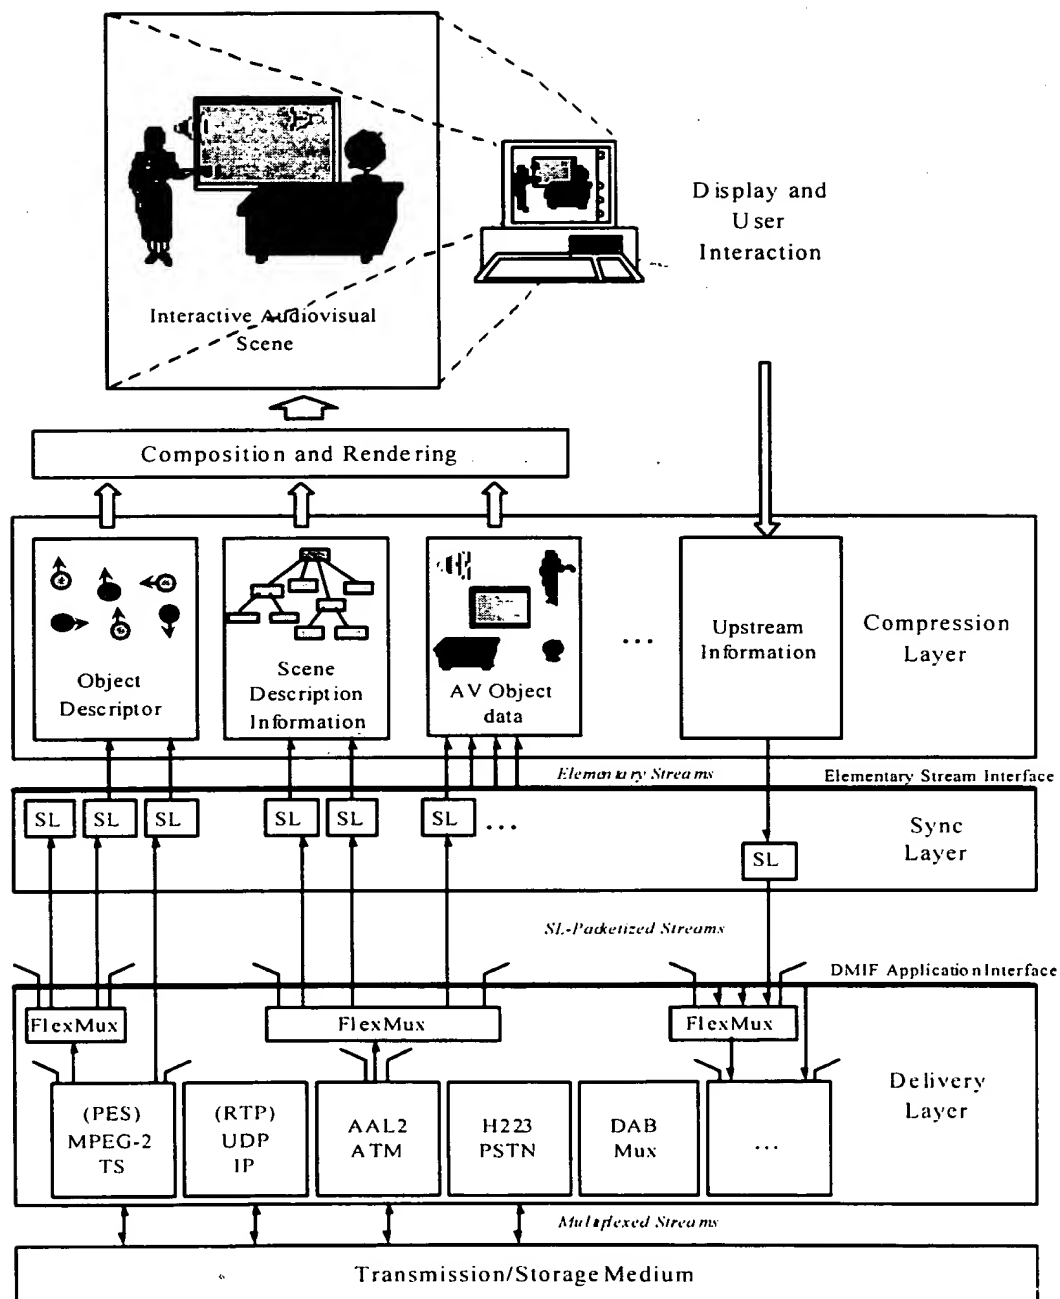 Display and
User
Interaction
Interactive Audiovisual
Scene
Composition and Rendering
Object
Descriptor
Scene
Description
Information
AV Object
data
...
Upstream
Information
Compression
Layer
Elementary Streams
Elementary Stream Interface
SL
SL
SL
SL
SL
SL
...
SL
Sync
Layer
SL-Packetized Streams
DMIF Application Interface
FlexMux
FlexMux
FlexMux
(PES)
MPEG-2
TS
(RTP)
UDP
IP
AAL2
ATM
H223
PSTN
DAB
Mux
...
Delivery
Layer
Multiplexed Streams
Transmission/Storage Medium